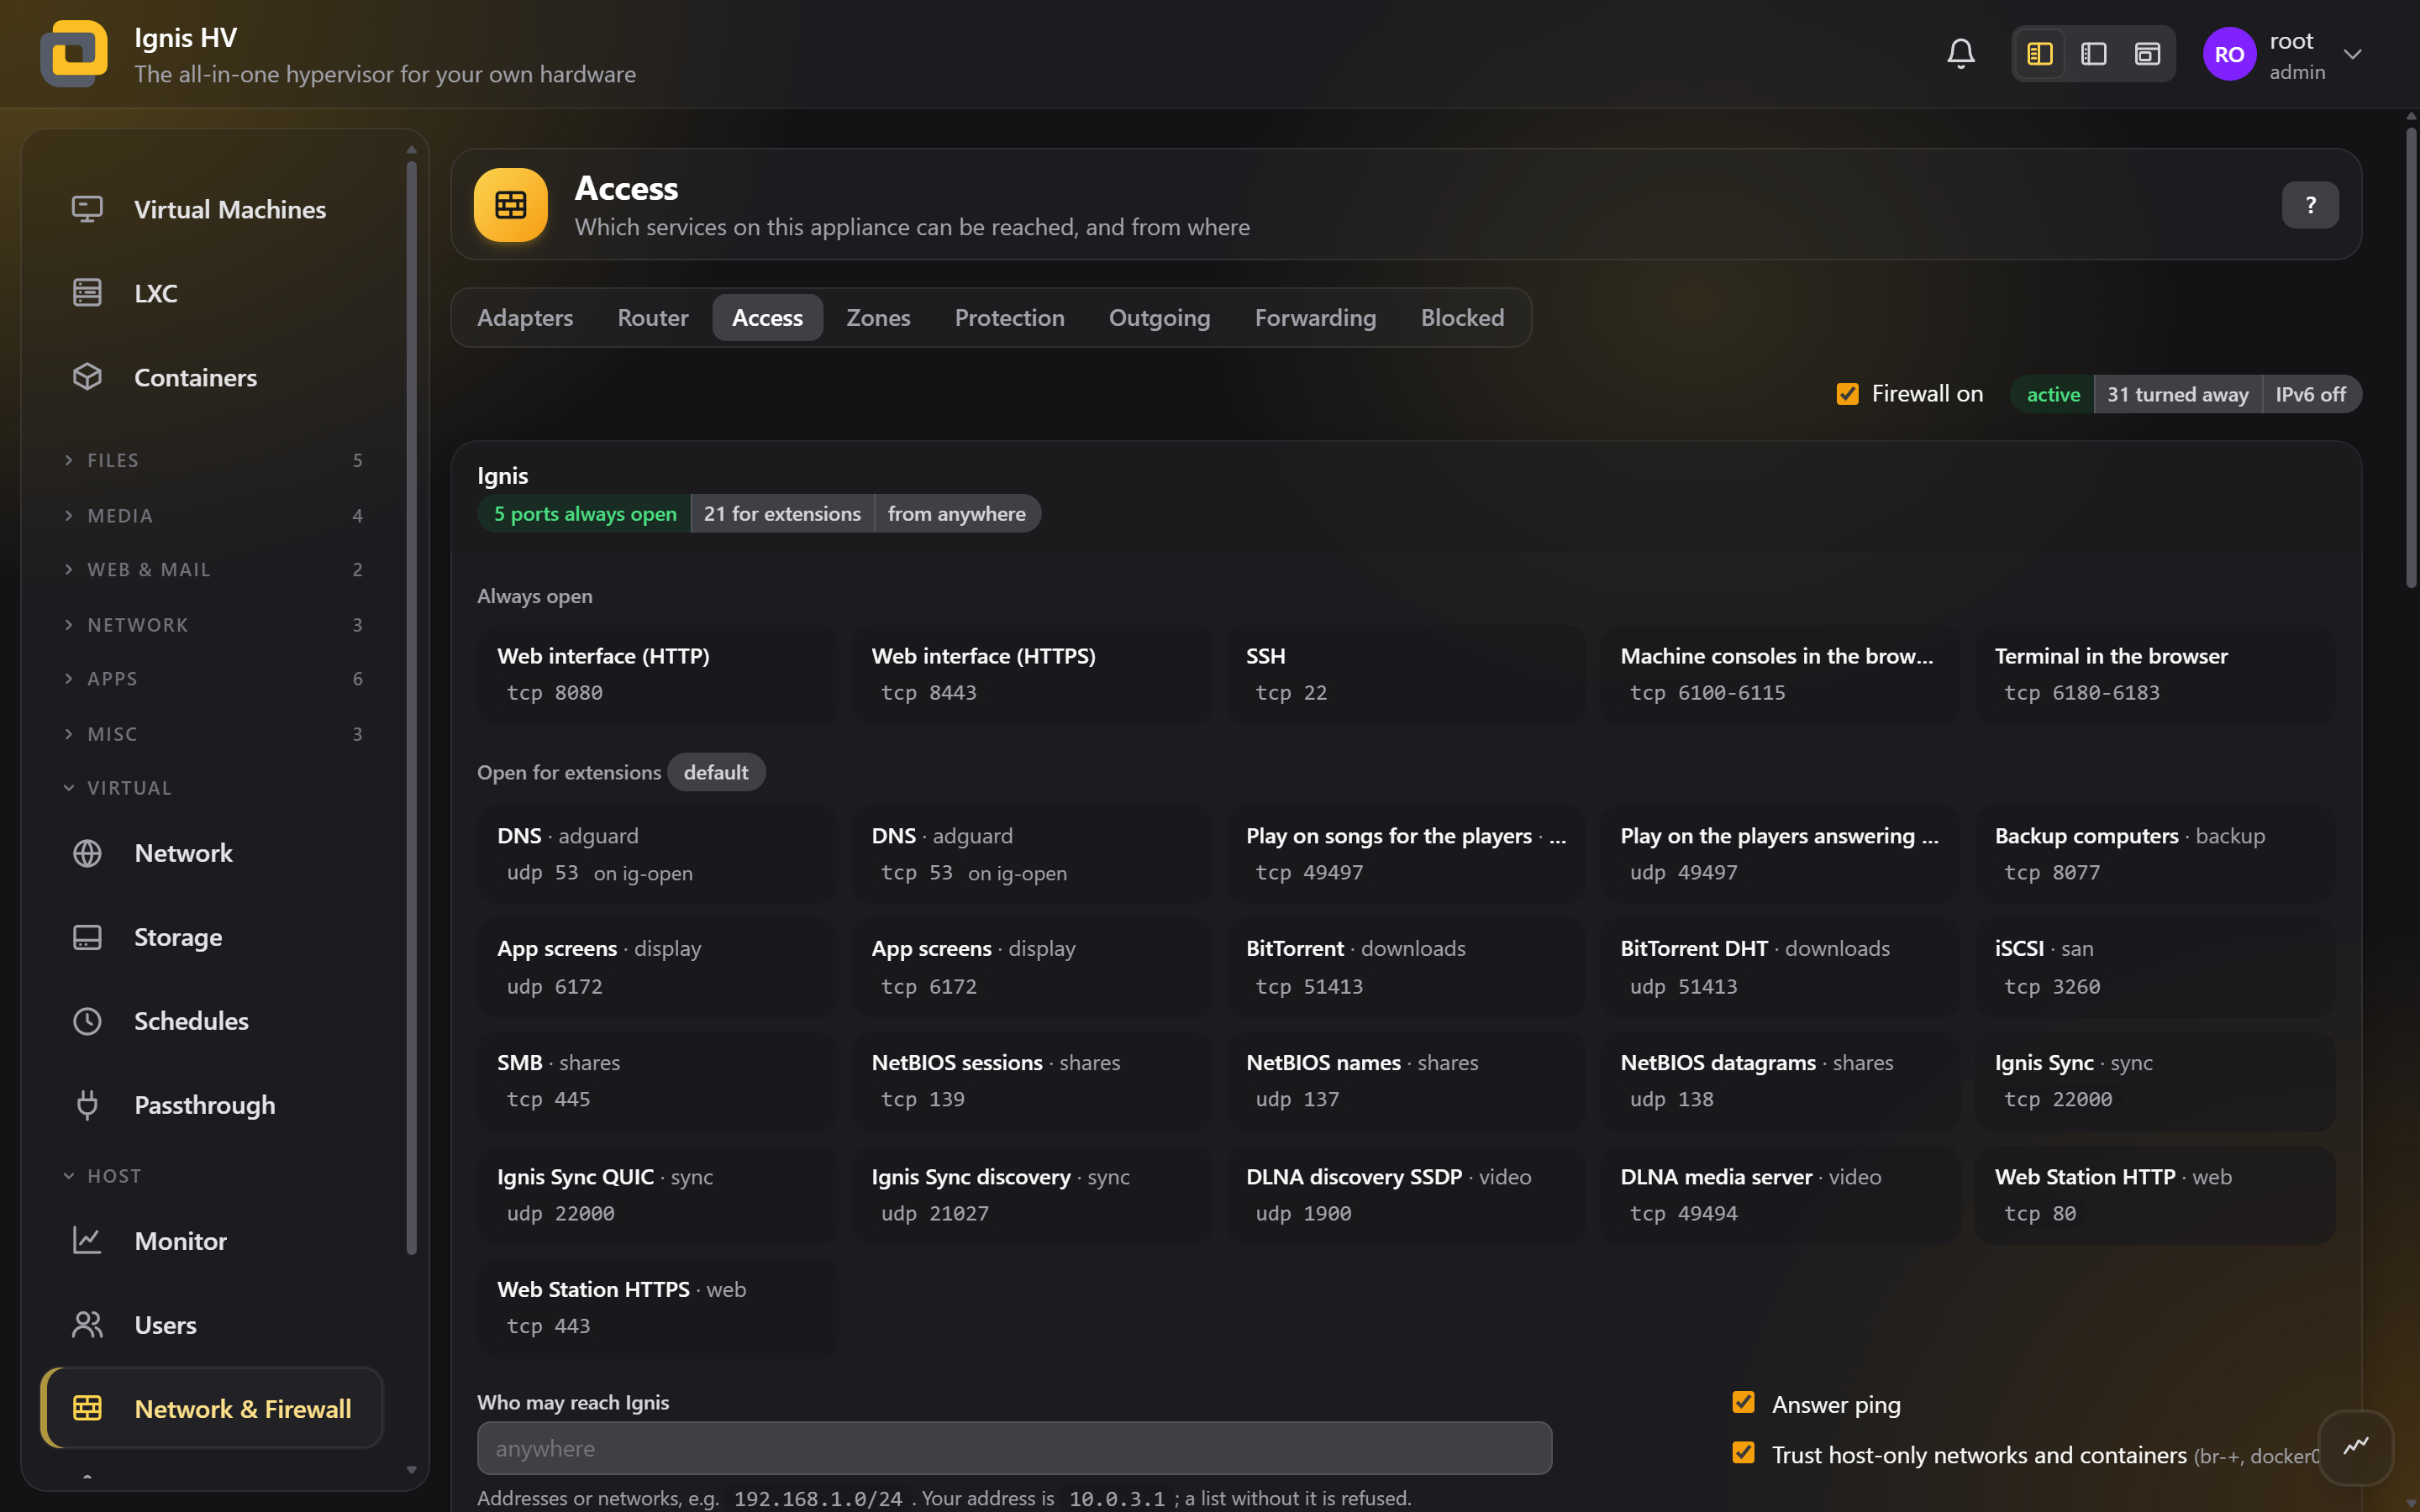 Ignis HV
The all-in-one hypervisor for your own hardware
RO
root
admin
Virtual Machines
LXC
Containers
FILES 5
MEDIA 4
WEB & MAIL 2
NETWORK 3
APPS 6
MISC 3
VIRTUAL
Network
Storage
Schedules
Passthrough
HOST
Monitor
Users
Network & Firewall
Access
Which services on this appliance can be reached, and from where
?
Adapters Router Access Zones Protection Outgoing Forwarding Blocked
Firewall on active 31 turned away IPv6 off
Ignis
5 ports always open 21 for extensions from anywhere
Always open
Web interface (HTTP)
tcp 8080
Web interface (HTTPS)
tcp 8443
SSH
tcp 22
Machine consoles in the brow...
tcp 6100-6115
Terminal in the browser
tcp 6180-6183
Open for extensions default
DNS · adguard
udp 53 on ig-open
DNS · adguard
tcp 53 on ig-open
Play on songs for the players · ...
tcp 49497
Play on the players answering ...
udp 49497
Backup computers · backup
tcp 8077
App screens · display
udp 6172
App screens · display
tcp 6172
BitTorrent · downloads
tcp 51413
BitTorrent DHT · downloads
udp 51413
iSCSI · san
tcp 3260
SMB · shares
tcp 445
NetBIOS sessions · shares
tcp 139
NetBIOS names · shares
udp 137
NetBIOS datagrams · shares
udp 138
Ignis Sync · sync
tcp 22000
Ignis Sync QUIC · sync
udp 22000
Ignis Sync discovery · sync
udp 21027
DLNA discovery SSDP · video
udp 1900
DLNA media server · video
tcp 49494
Web Station HTTP · web
tcp 80
Web Station HTTPS · web
tcp 443
Who may reach Ignis
anywhere
Addresses or networks, e.g. 192.168.1.0/24 . Your address is 10.0.3.1 ; a list without it is refused.
Answer ping
Trust host-only networks and containers (br-+, docker0